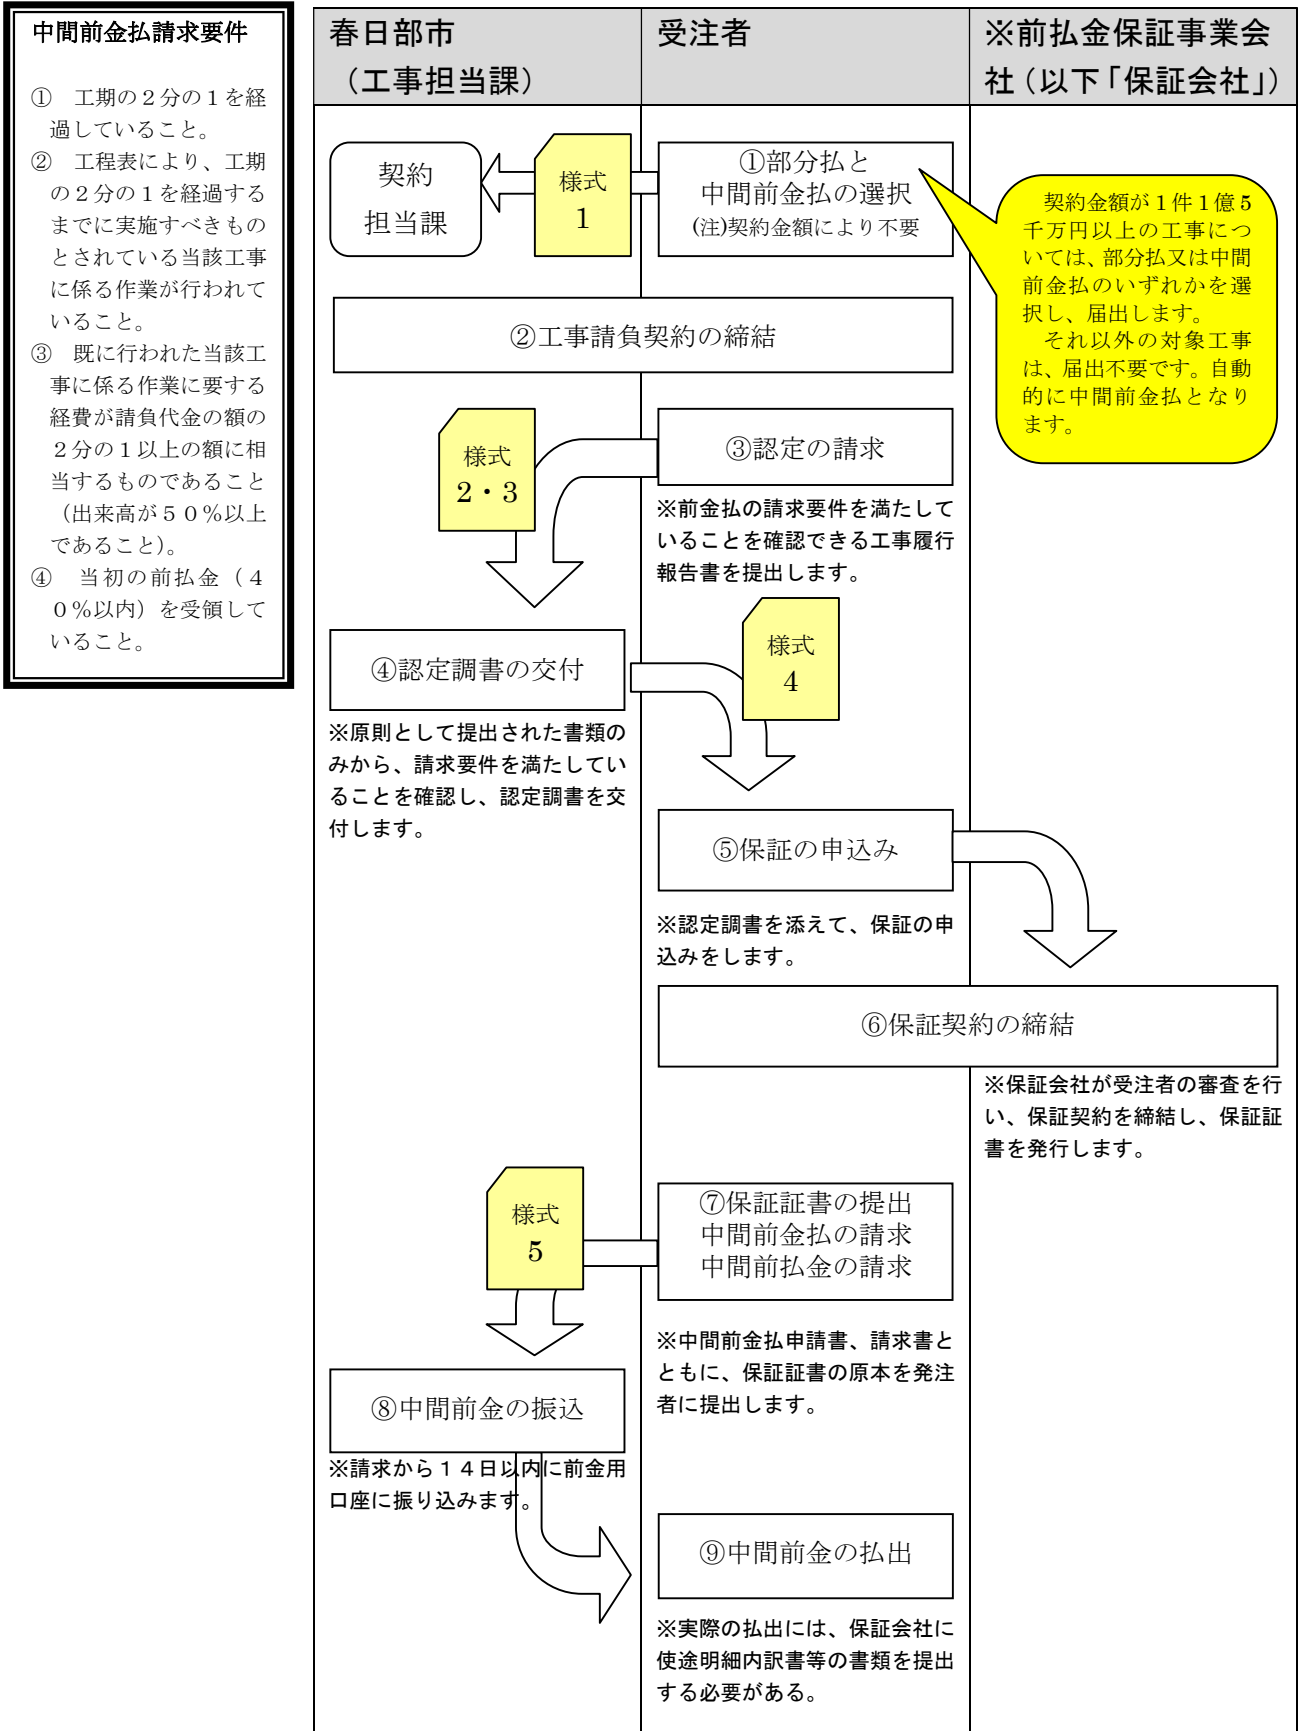 中間前金払請求要件
①　工期の２分の１を経
過していること。
②　工程表により、工期
の２分の１を経過する
までに実施すべきもの
とされている当該工事
に係る作業が行われて
いること。
③　既に行われた当該工
事に係る作業に要する
経費が請負代金の額の
２分の１以上の額に相
当するものであること
（出来高が５０％以上
であること）。
④　当初の前払金（４
０％以内）を受領して
いること。
春日部市
（工事担当課）
受注者
※前払金保証事業会
社（以下「保証会社」）
契約
担当課
様式
1
①部分払と
中間前金払の選択
(注)契約金額により不要
契約金額が１件１億５
千万円以上の工事につ
いては、部分払又は中間
前金払のいずれかを選
択し、届出します。
それ以外の対象工事
は、届出不要です。自動
的に中間前金払となり
ます。
②工事請負契約の締結
様式
2・3
③認定の請求
※前金払の請求要件を満たして
いることを確認できる工事履行
報告書を提出します。
④認定調書の交付
様式
4
※原則として提出された書類の
みから、請求要件を満たしてい
ることを確認し、認定調書を交
付します。
⑤保証の申込み
※認定調書を添えて、保証の申
込みをします。
⑥保証契約の締結
※保証会社が受注者の審査を行
い、保証契約を締結し、保証証
書を発行します。
様式
5
⑦保証証書の提出
中間前金払の請求
中間前払金の請求
※中間前金払申請書、請求書と
ともに、保証証書の原本を発注
者に提出します。
⑧中間前金の振込
※請求から１４日以内に前金用
口座に振り込みます。
⑨中間前金の払出
※実際の払出には、保証会社に
使途明細内訳書等の書類を提出
する必要がある。